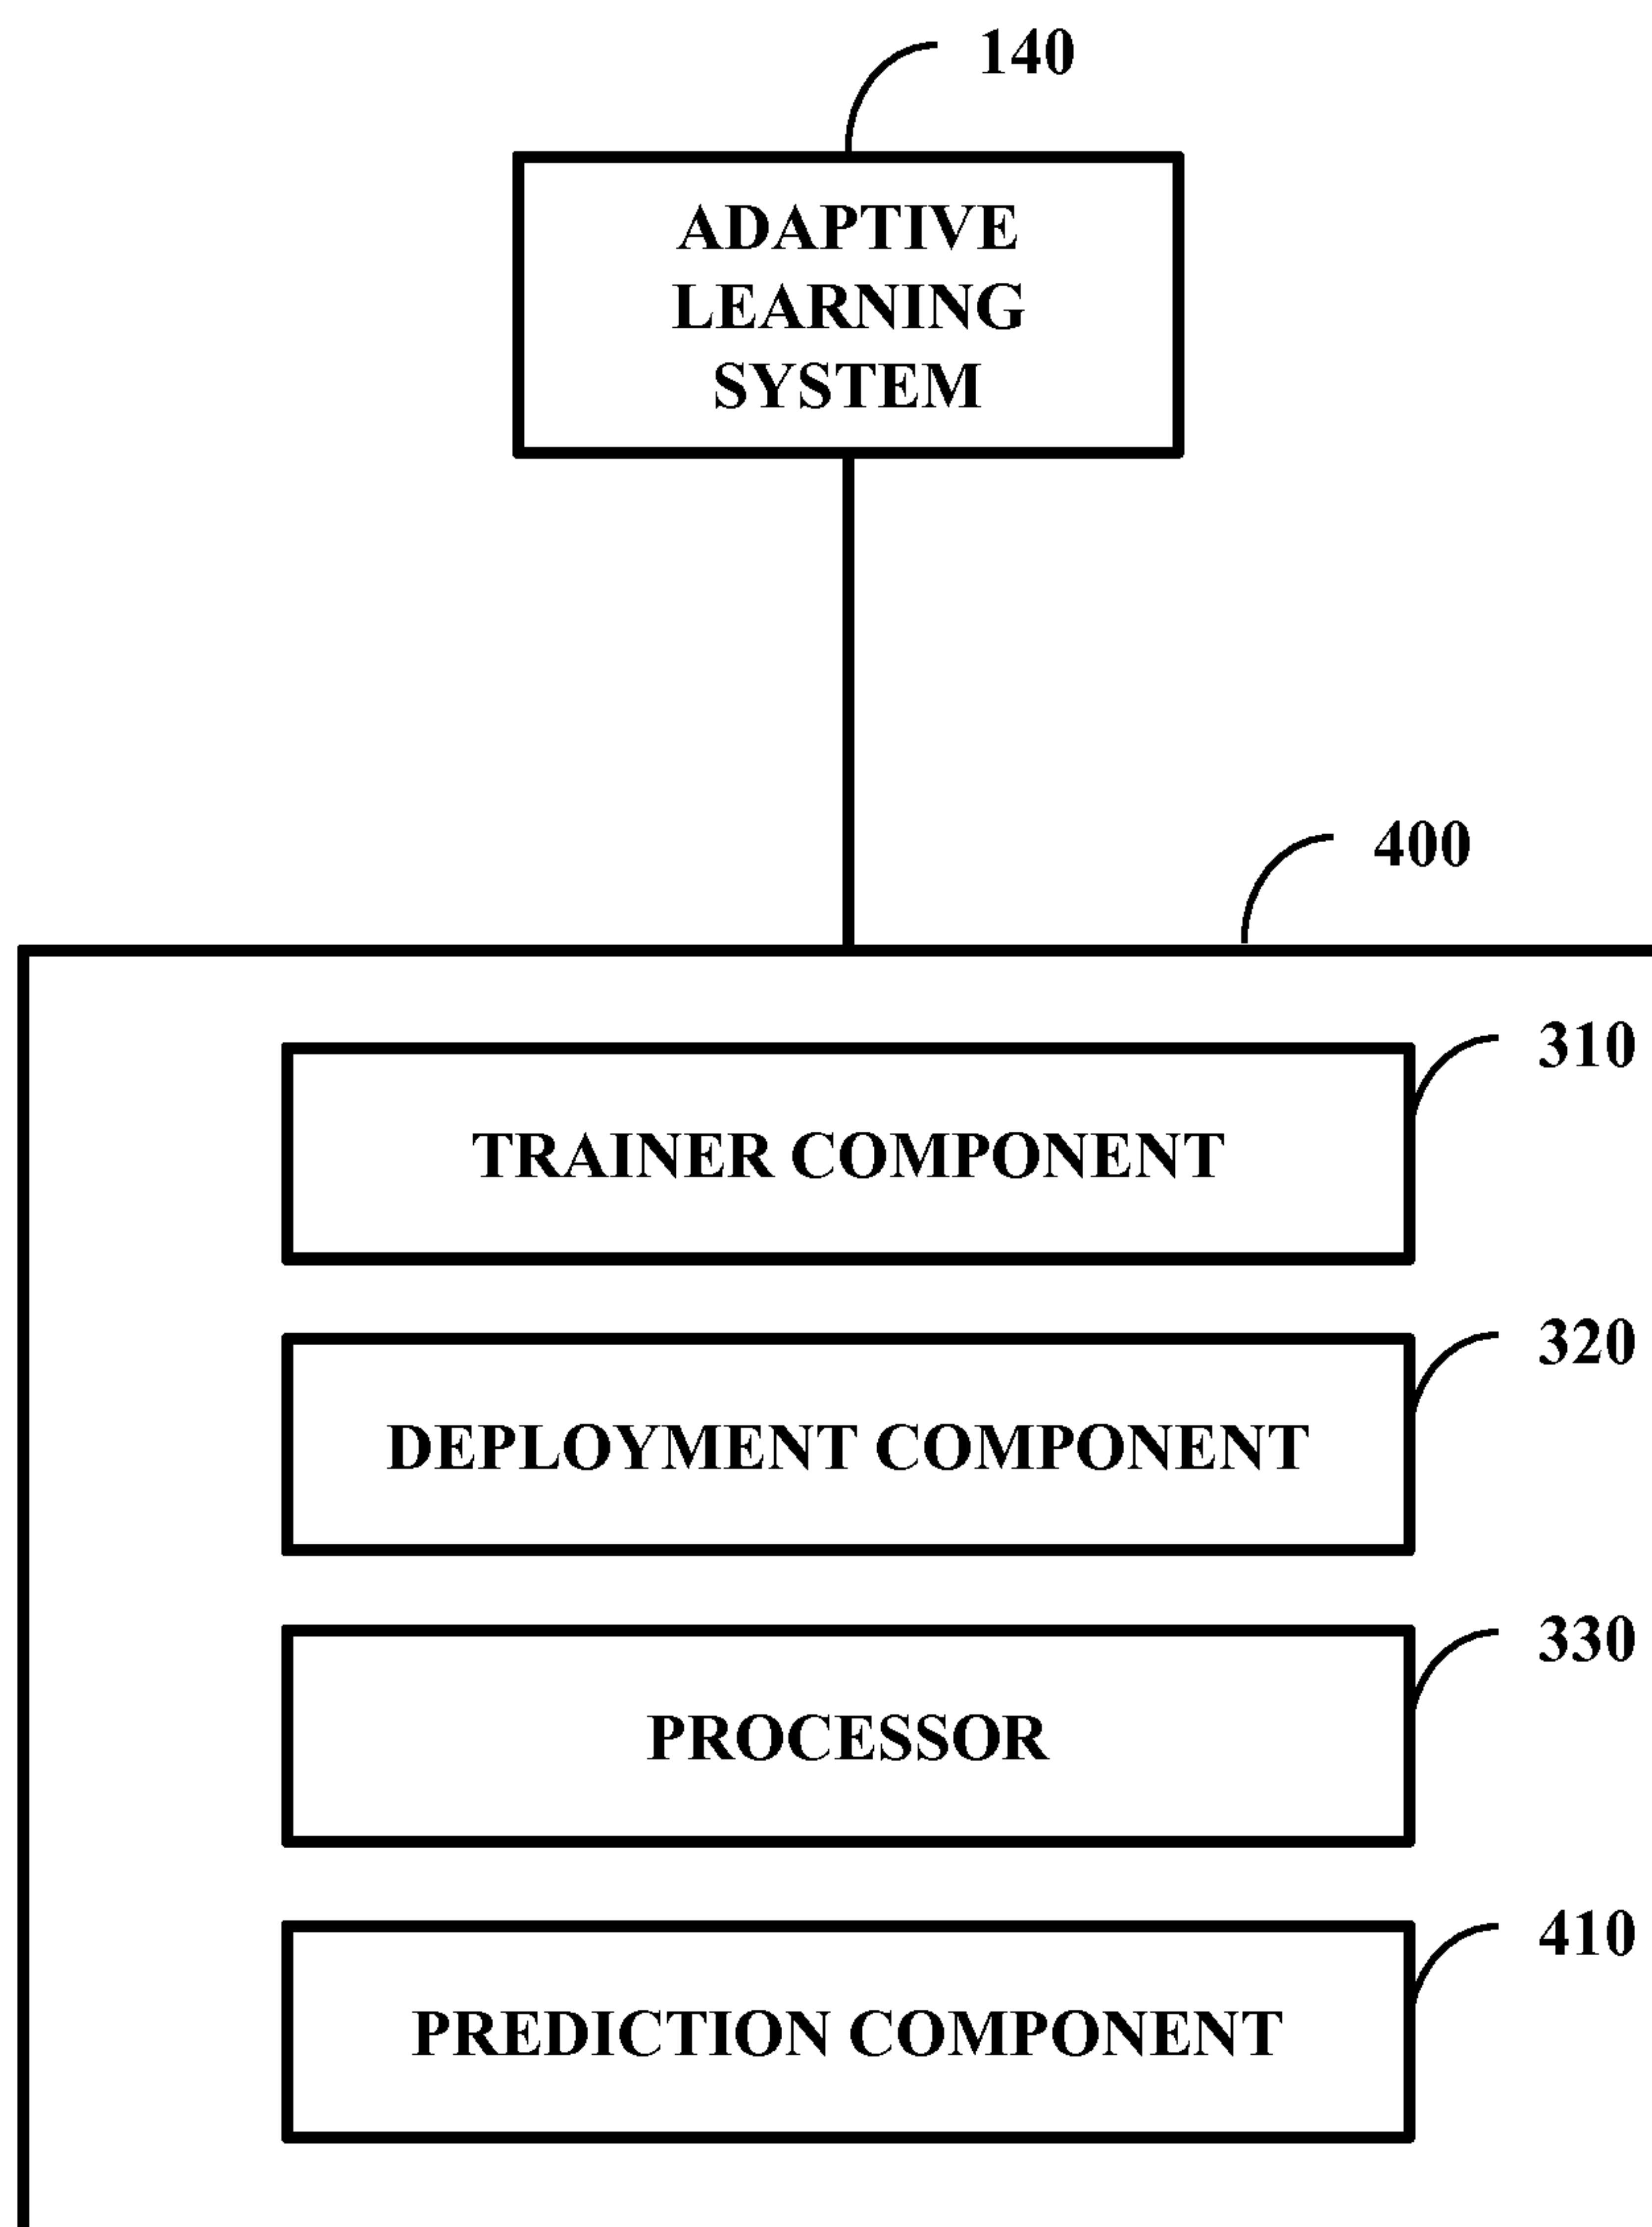 140
ADAPTIVE
LEARNING
SYSTEM
400
310
TRAINER COMPONENT
320
DEPLOYMENT COMPONENT
330
PROCESSOR
410
PREDICTION COMPONENT